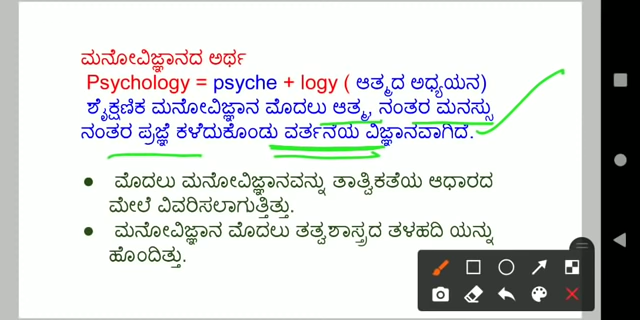 ಮನೋವಿಜ್ಞಾನದ ಅರ್ಥ
Psychology = psyche + logy ( ಆತ್ಮದ ಅಧ್ಯಯನ)
ಶೈಕ್ಷಣಿಕ ಮನೋವಿಜ್ಞಾನ ಮೊದಲು ಆತ್ಮ, ನಂತರ ಮನಸ್ಸು
ನಂತರ ಪ್ರಜ್ಞೆ ಕಳೆದುಕೊಂಡು ವರ್ತನೆಯ ವಿಜ್ಞಾನವಾಗಿದೆ.
● ಮೊದಲು ಮನೋವಿಜ್ಞಾನವನ್ನು ತಾತ್ವಿಕತೆಯ ಆಧಾರದ
ಮೇಲೆ ವಿವರಿಸಲಾಗುತ್ತಿತ್ತು.
● ಮನೋವಿಜ್ಞಾನ ಮೊದಲು ತತ್ವಶಾಸ್ತ್ರದ ತಳಹದಿ ಯನ್ನು
ಹೊಂದಿತ್ತು.